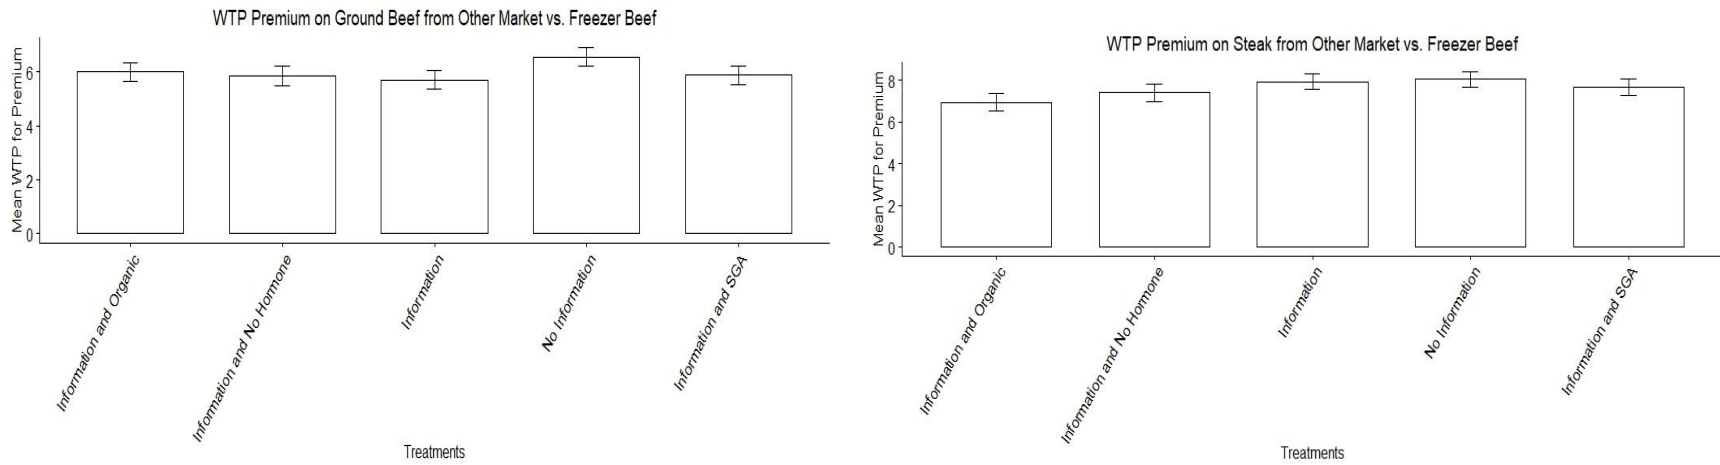 WTP Premium on Ground Beef from Other Market vs. Freezer Beef
Mean WTP for Premium
6
4
2
0
Information and Organic
Information and No Hormone
Information
No Information
Information and SGA
Treatments
WTP Premium on Steak from Other Market vs. Freezer Beef
Mean WTP for Premium
8
6
4
2
0
Information and Organic
Information and No Hormone
Information
No Information
Information and SGA
Treatments